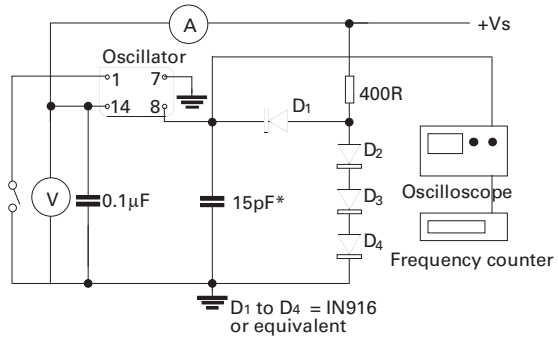 A
+Vs
Oscillator
1 7
14 8
400R
D1
D2
V
0.1μF
15pF*
D3
Oscilloscope
D4
Frequency counter
D1 to D4 = IN916
or equivalent